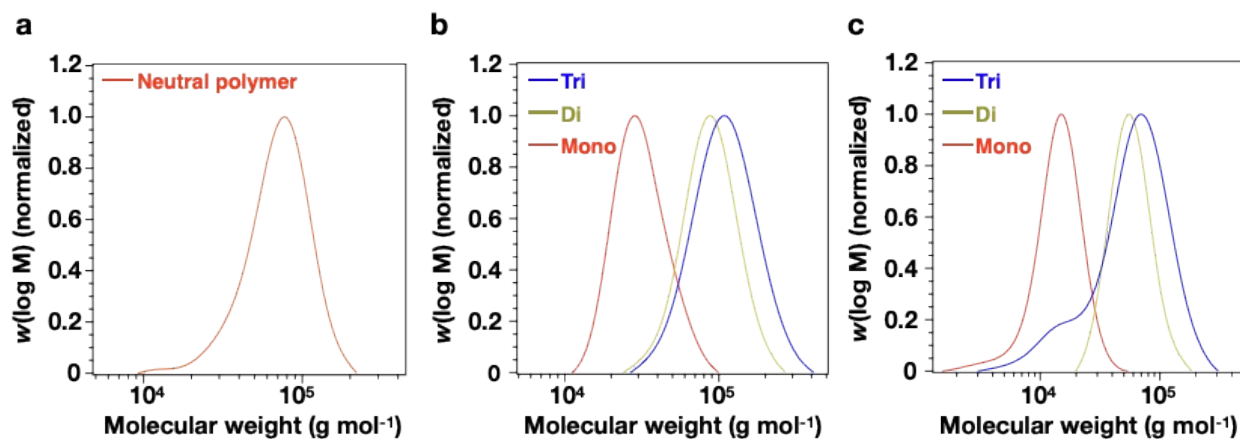 a
w(log M) (normalized)
1.2
1.0
0.8
0.6
0.4
0.2
0
Neutral polymer
10⁴
10⁵
Molecular weight (g mol⁻¹)
b
w(log M) (normalized)
1.2
1.0
0.8
0.6
0.4
0.2
0
Tri
Di
Mono
10⁴
10⁵
Molecular weight (g mol⁻¹)
c
w(log M) (normalized)
1.2
1.0
0.8
0.6
0.4
0.2
0
Tri
Di
Mono
10⁴
10⁵
Molecular weight (g mol⁻¹)